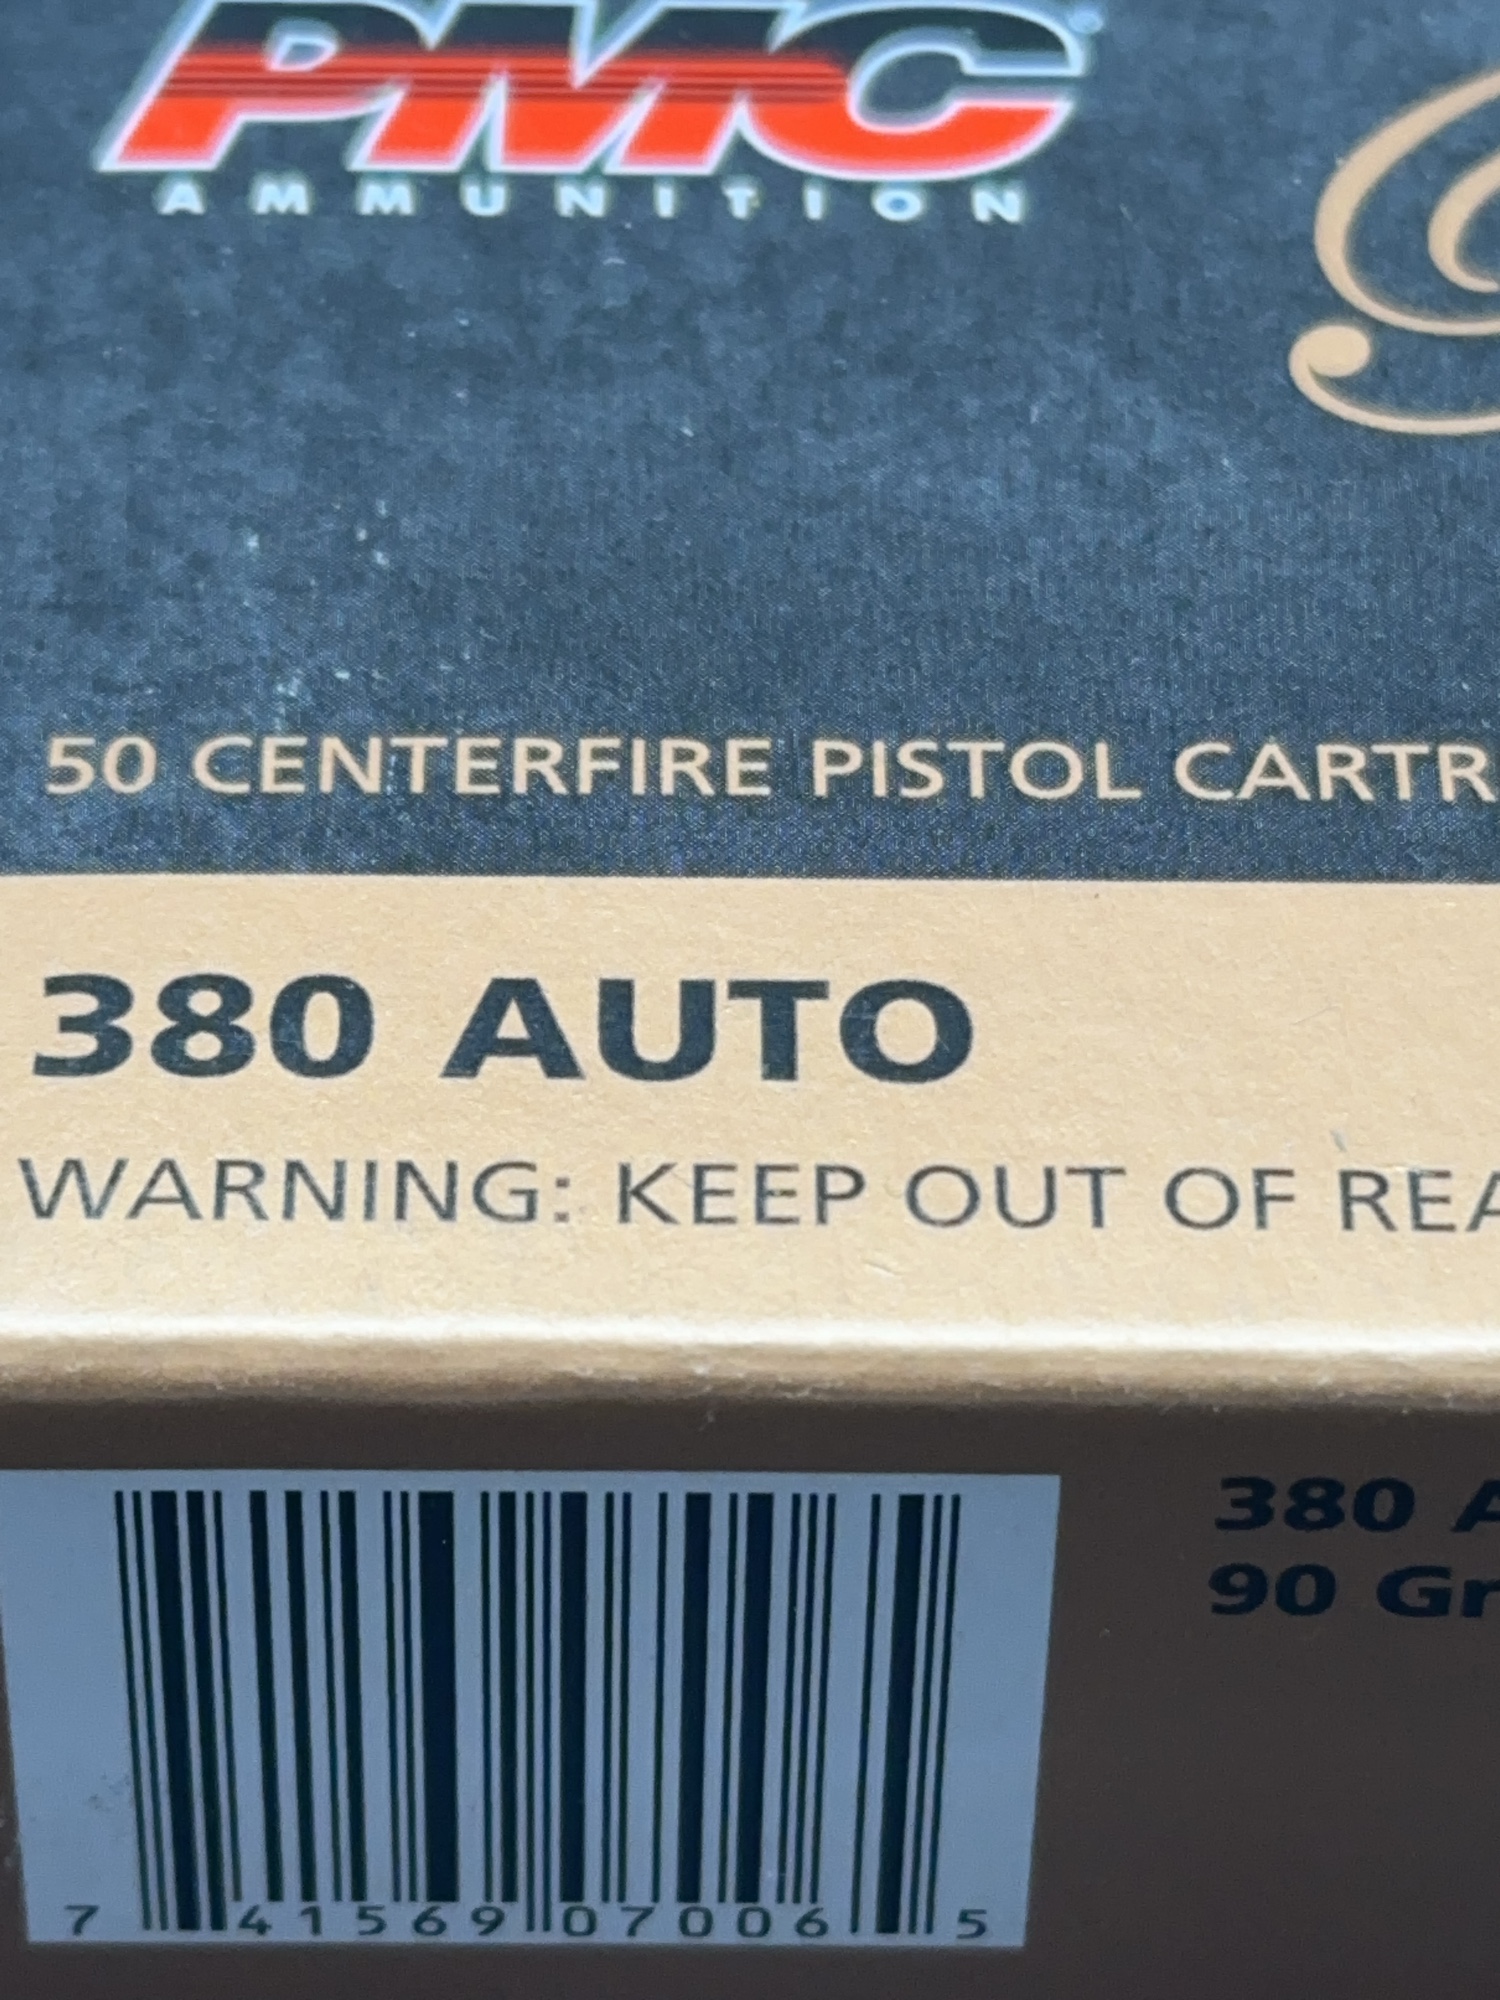 PMC
AMMUNITION
50 CENTERFIRE PISTOL CARTR
380 AUTO
WARNING: KEEP OUT OF REA
380 A
90 Gr
7 41569 07006 5